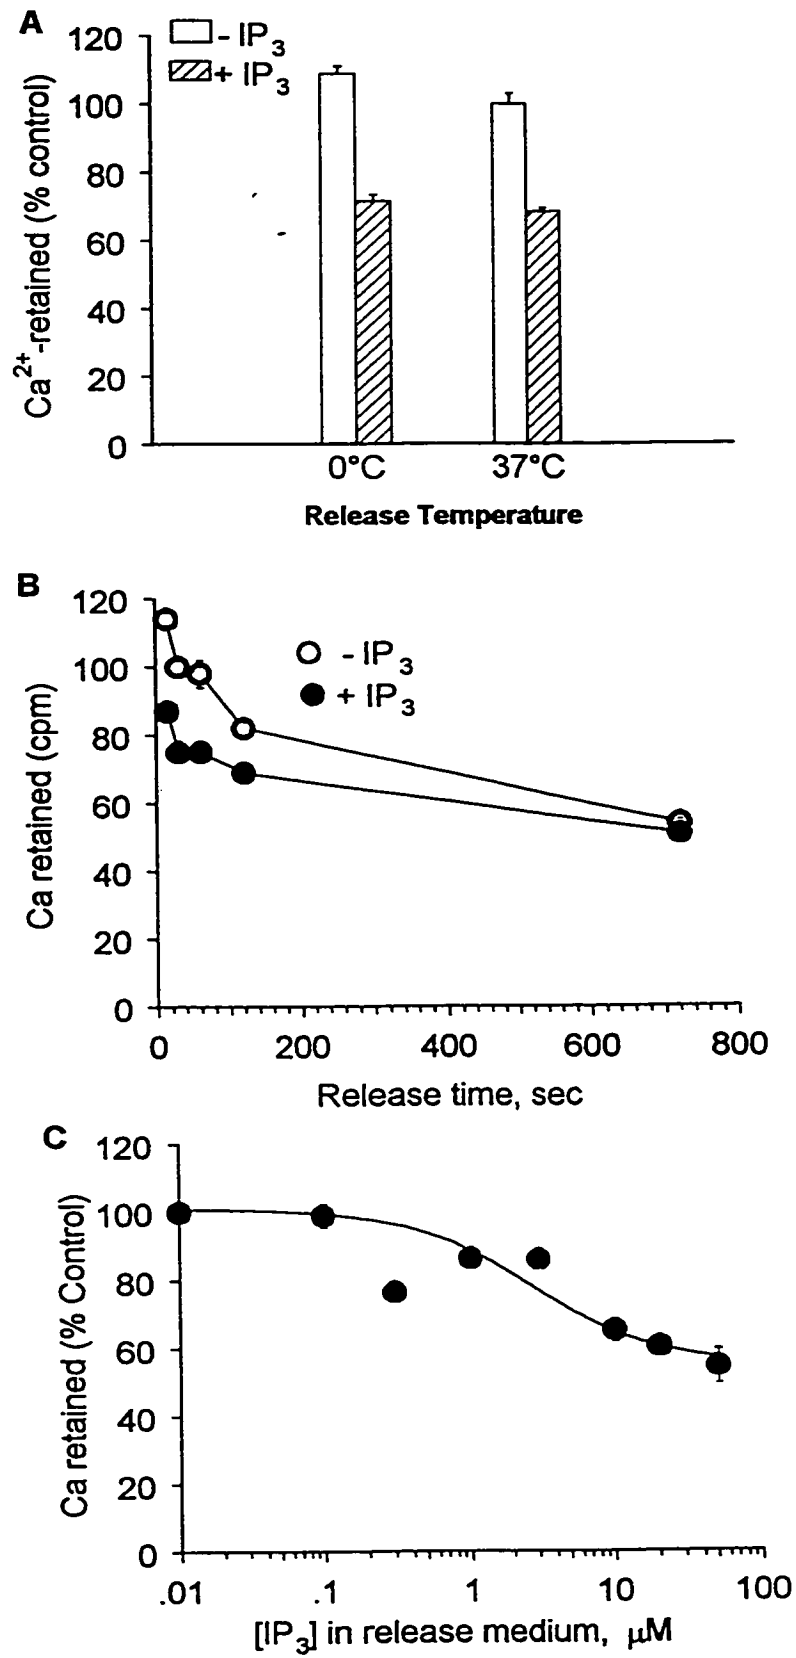 A
120
100
80
60
40
20
0
Ca2+-retained (% control)
- IP3
+ IP3
0°C 37°C
Release Temperature
B
120
100
80
60
40
20
0
Ca retained (cpm)
- IP3
+ IP3
0 200 400 600 800
Release time, sec
C
120
100
80
60
40
20
0
Ca retained (% Control)
.01 .1 1 10 100
[IP3] in release medium, μM